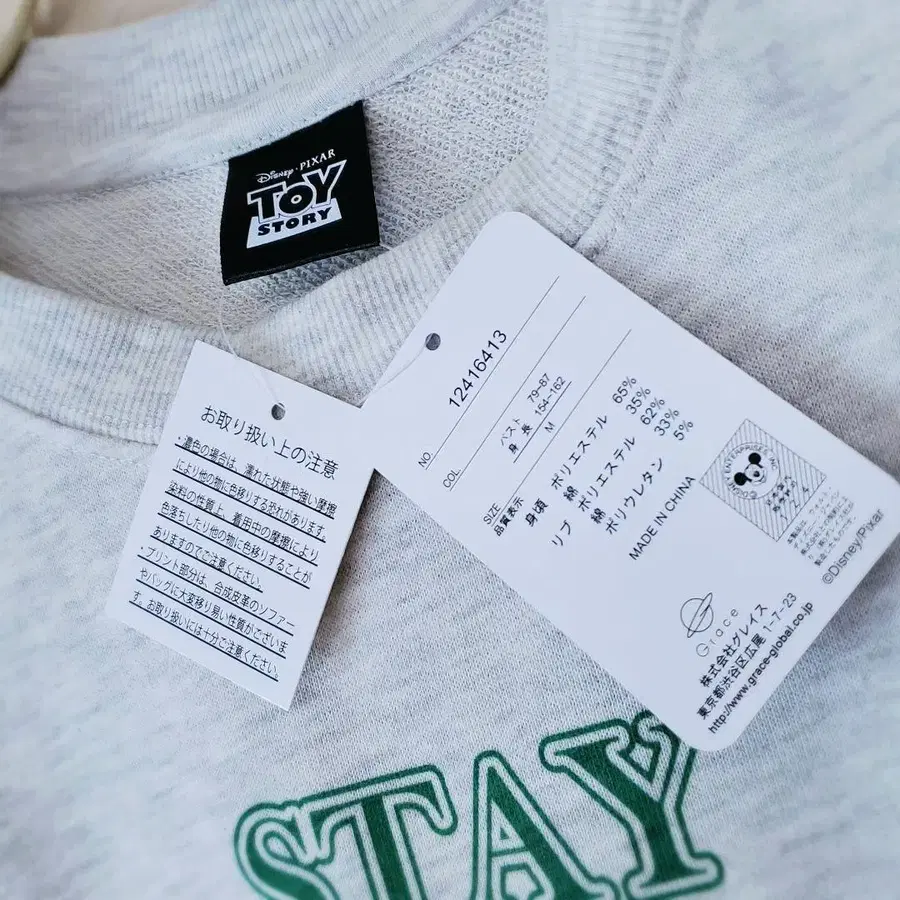 Disney · PIXAR
TOY
STORY
お取り扱い上の注意
・濃色の場合は、濡れた状態や強い摩擦
により他の物に色移りする恐れがあります。
染料の性質上、着用中の摩擦により
色落ちしたり他の物に色移りすることが
ありますのでご注意ください。
・プリント部分は、合成皮革のソファー
やバッグに大変移り易い性質がございま
す。お取り扱いには十分ご注意ください。
NO. 12416413
COL.
バスト 79-87
身長 154-162
SIZE M
品質表示
身頃 ポリエステル 65%
綿 35%
リブ ポリエステル 62%
綿 33%
ポリウレタン 5%
MADE IN CHINA
©Disney/Pixar
Grace
株式会社グレイス
東京都渋谷区広尾 1-7-23
http://www.grace-global.co.jp
STAY